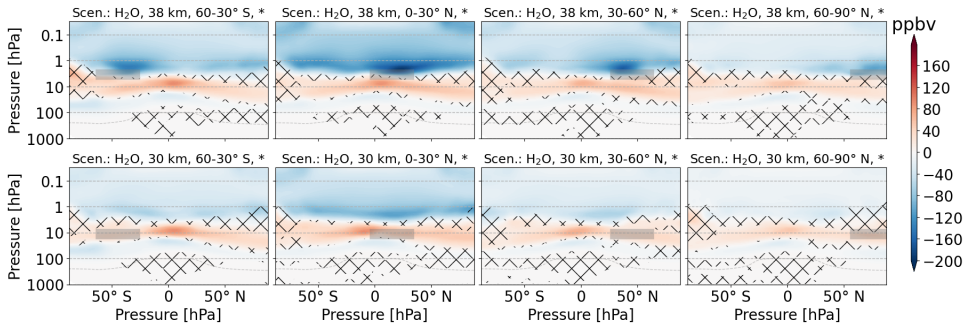 Scen.: H₂O, 38 km, 60-30° S, *
Scen.: H₂O, 38 km, 0-30° N, *
Scen.: H₂O, 38 km, 30-60° N, *
Scen.: H₂O, 38 km, 60-90° N, *
ppbv
Pressure [hPa]
0.1
1
10
100
1000
Scen.: H₂O, 30 km, 60-30° S, *
Scen.: H₂O, 30 km, 0-30° N, *
Scen.: H₂O, 30 km, 30-60° N, *
Scen.: H₂O, 30 km, 60-90° N, *
Pressure [hPa]
0.1
1
10
100
1000
50° S 0 50° N
50° S 0 50° N
50° S 0 50° N
50° S 0 50° N
Pressure [hPa]
Pressure [hPa]
Pressure [hPa]
Pressure [hPa]
160
120
80
40
0
−40
−80
−120
−160
−200